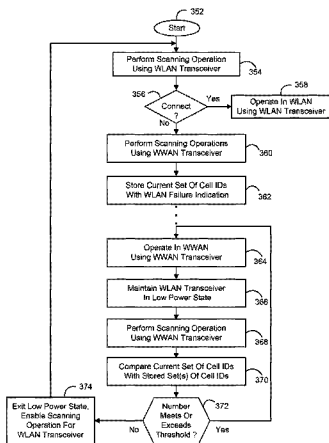 352
Start
Perform Scanning Operation
Using WLAN Transceiver
354
356
Connect
?
Yes
No
358
Operate In WLAN
Using WLAN Transceiver
Perform Scanning Operations
Using WWAN Transceiver
360
Store Current Set Of Cell IDs
With WLAN Failure Indication
362
Operate In WWAN
Using WWAN Transceiver
364
Maintain WLAN Transceiver
In Low Power State
366
Perform Scanning Operation
Using WWAN Transceiver
368
Compare Current Set Of Cell IDs
With Stored Set(s) Of Cell IDs
370
374
Exit Low Power State,
Enable Scanning
Operation For
WLAN Transceiver
No
Number
Meets Or
Exceeds
Threshold ?
372
Yes